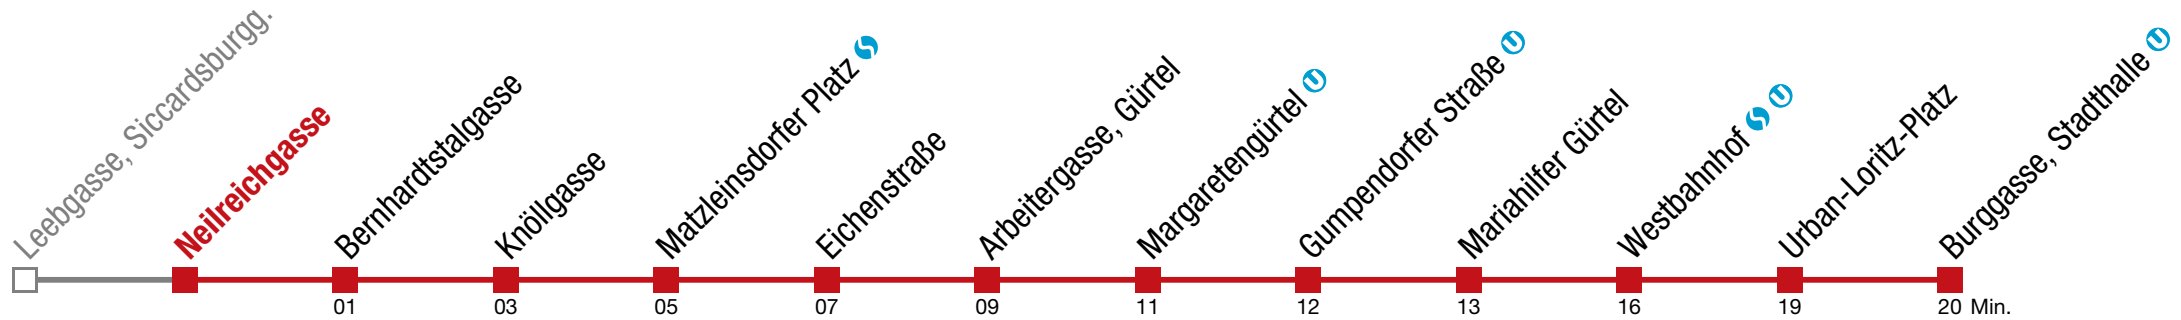 Leebgasse, Siccardsburgg.
Neilreichgasse
Bernhardtstalgasse
Knöllgasse
Matzleinsdorfer Platz S
Eichenstraße
Arbeitergasse, Gürtel
Margaretengürtel U
Gumpendorfer Straße U
Mariahilfer Gürtel
Westbahnhof S U
Urban-Loritz-Platz
Burggasse, Stadthalle U
01 03 05 07 09 11 12 13 16 19 20 Min.